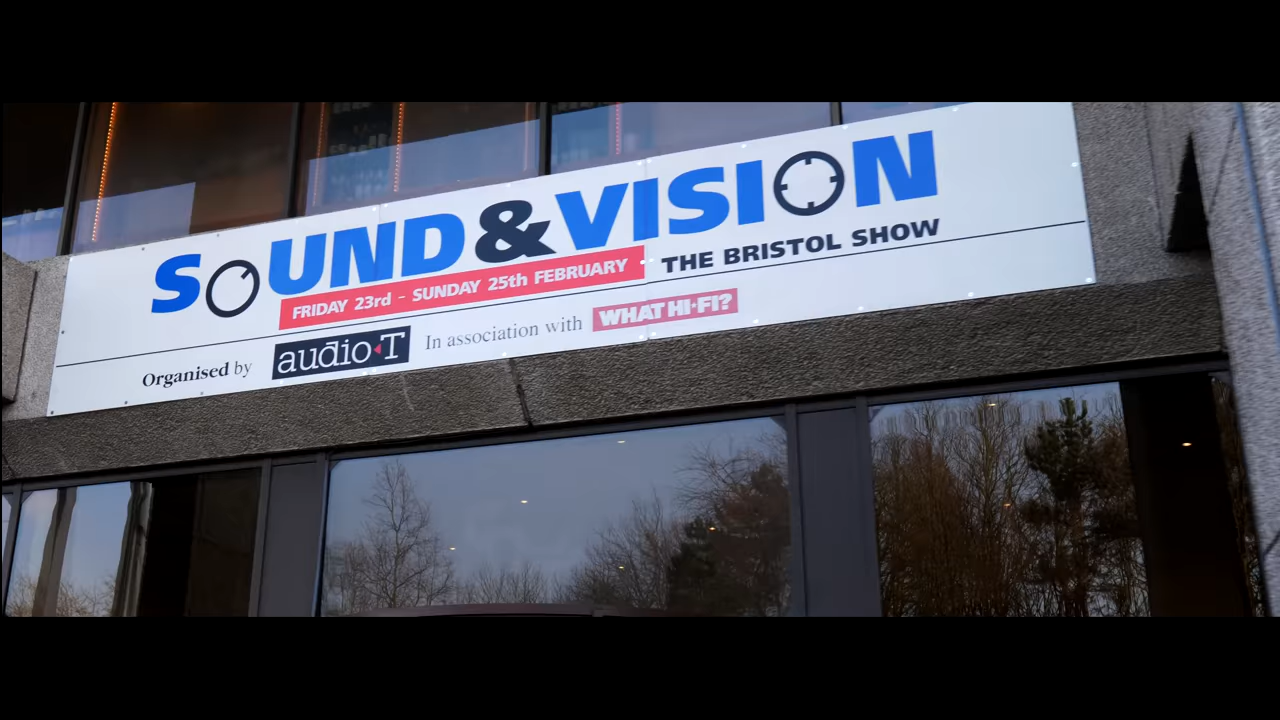 SOUND & VISION
FRIDAY 23rd - SUNDAY 25th FEBRUARY THE BRISTOL SHOW
Organised by audio T In association with WHAT HI-FI?